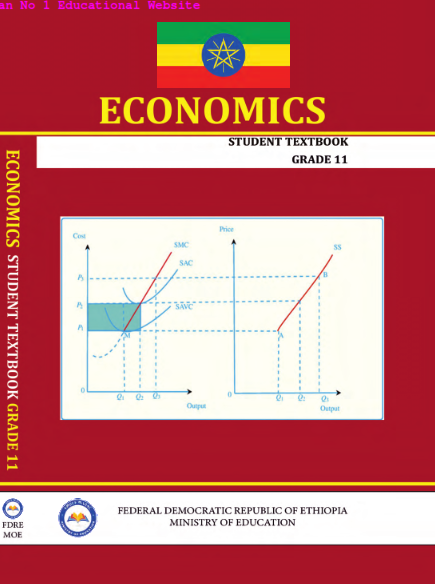 an No 1 Educational Website
ECONOMICS
STUDENT TEXTBOOK
GRADE 11
ECONOMICS STUDENT TEXTBOOK GRADE 11
Cost
SMC
SAC
SAVC
P₃
P₂
P₁
M
0
Q₁ Q₂ Q₃
Output
Price
SS
B
A
0
Q₁ Q₂ Q₃
Output
FDRE
MOE
FEDERAL DEMOCRATIC REPUBLIC OF ETHIOPIA
MINISTRY OF EDUCATION